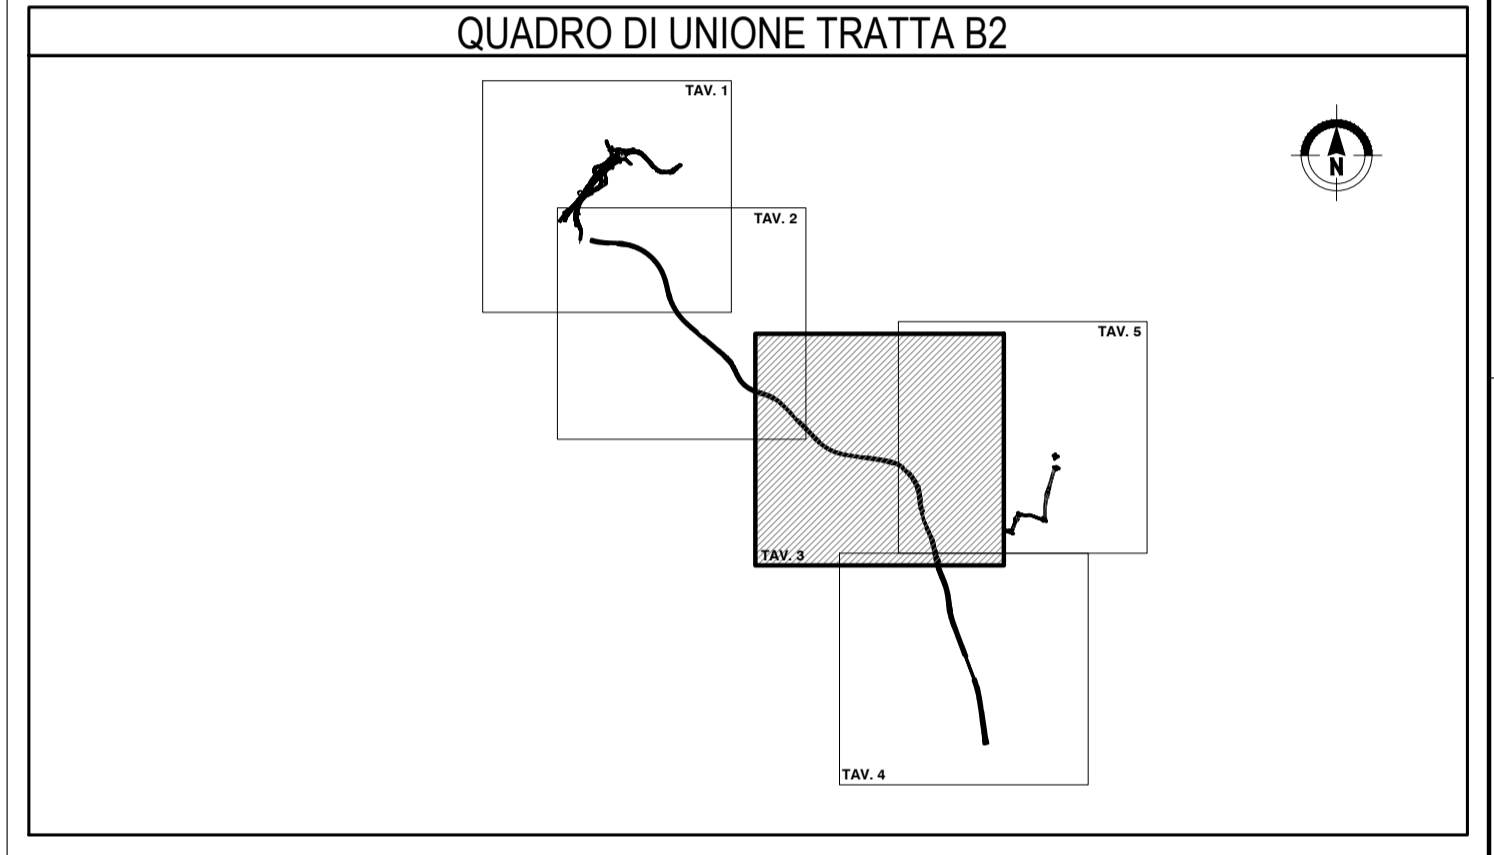 QUADRO DI UNIONE TRATTA B2
TAV. 1
N
TAV. 2
TAV. 5
TAV. 3
TAV. 4